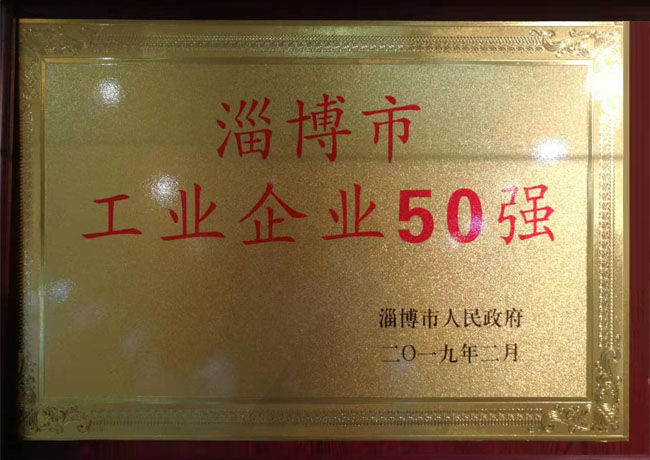 淄博市
工业企业50强
淄博市人民政府
二〇一九年二月